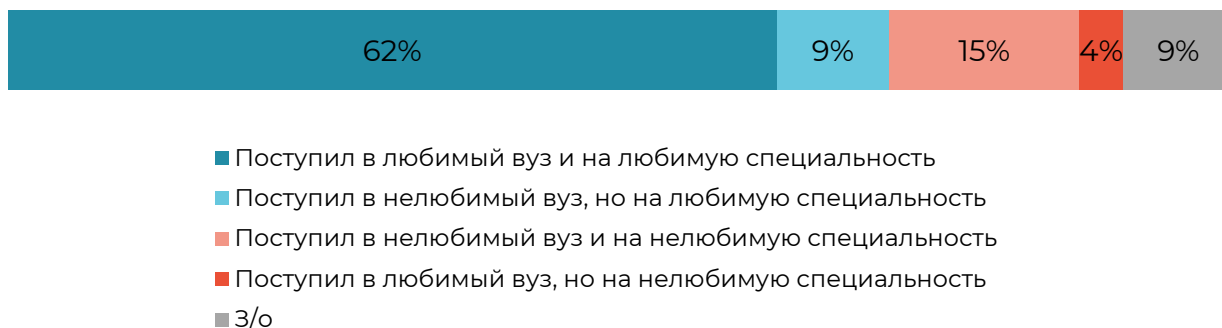 62% 9% 15% 4% 9%
Поступил в любимый вуз и на любимую специальность
Поступил в нелюбимый вуз, но на любимую специальность
Поступил в нелюбимый вуз и на нелюбимую специальность
Поступил в любимый вуз, но на нелюбимую специальность
З/о